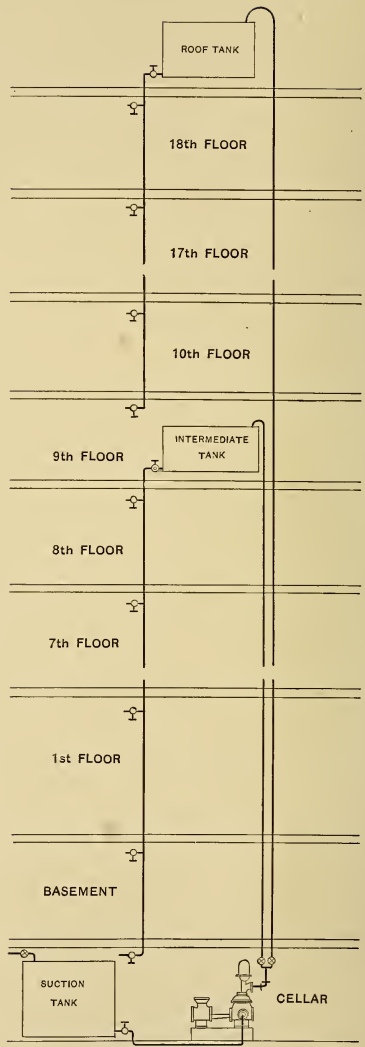 ROOF TANK
18th FLOOR
17th FLOOR
10th FLOOR
9th FLOOR
INTERMEDIATE
TANK
8th FLOOR
7th FLOOR
1st FLOOR
BASEMENT
SUCTION
TANK
CELLAR